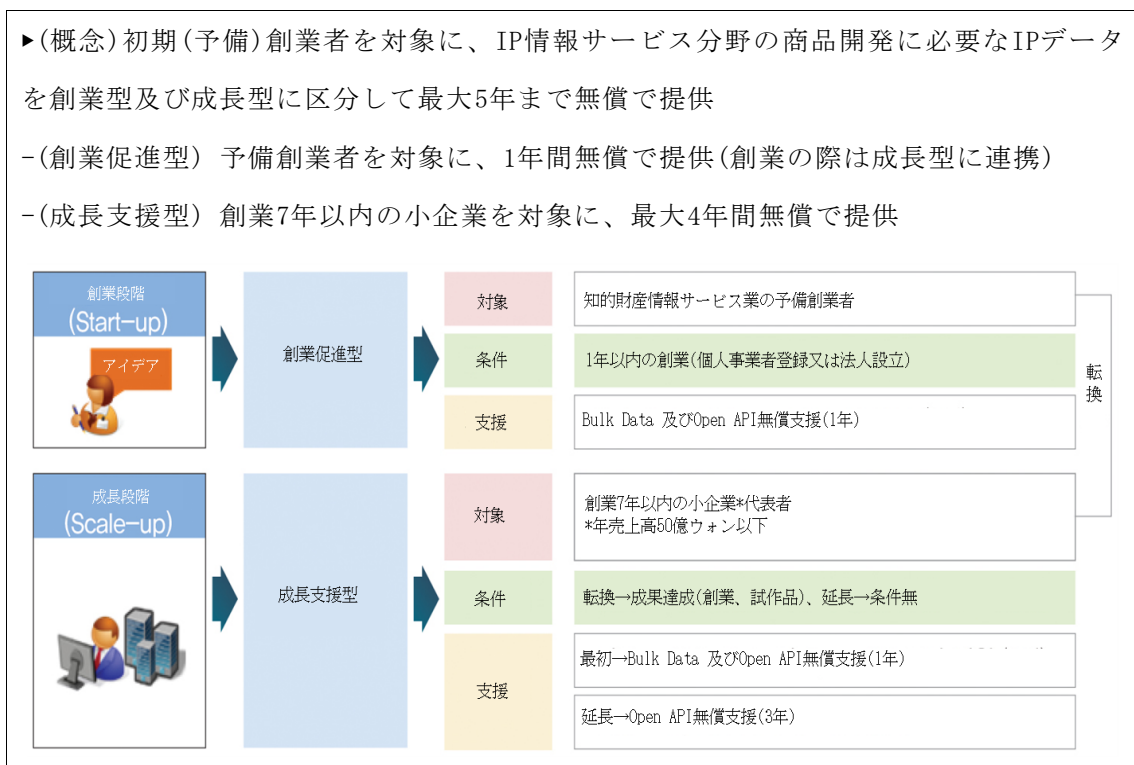 ▶(概念)初期(予備)創業者を対象に、IP情報サービス分野の商品開発に必要なIPデータ
を創業型及び成長型に区分して最大5年まで無償で提供
-(創業促進型) 予備創業者を対象に、1年間無償で提供(創業の際は成長型に連携)
-(成長支援型) 創業7年以内の小企業を対象に、最大4年間無償で提供
創業段階
(Start-up)
アイデア
創業促進型
対象
知的財産情報サービス業の予備創業者
条件
1年以内の創業(個人事業者登録又は法人設立)
支援
Bulk Data 及びOpen API無償支援(1年)
転換
成長段階
(Scale-up)
成長支援型
対象
創業7年以内の小企業*代表者
*年売上高50億ウォン以下
条件
転換→成果達成(創業、試作品)、延長→条件無
支援
最初→Bulk Data 及びOpen API無償支援(1年)
延長→Open API無償支援(3年)